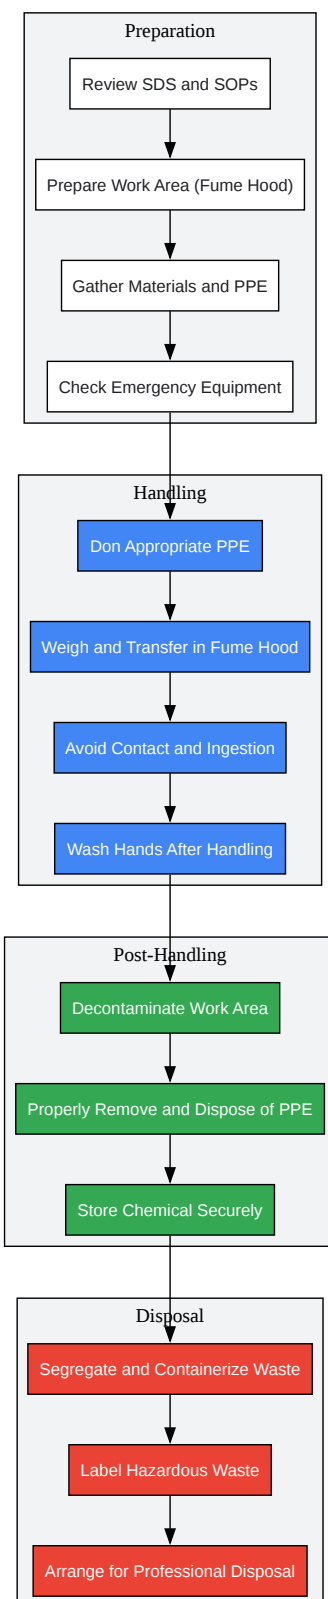 Preparation
Review SDS and SOPs
Prepare Work Area (Fume Hood)
Gather Materials and PPE
Check Emergency Equipment
Handling
Don Appropriate PPE
Weigh and Transfer in Fume Hood
Avoid Contact and Ingestion
Wash Hands After Handling
Post-Handling
Decontaminate Work Area
Properly Remove and Dispose of PPE
Store Chemical Securely
Disposal
Segregate and Containerize Waste
Label Hazardous Waste
Arrange for Professional Disposal